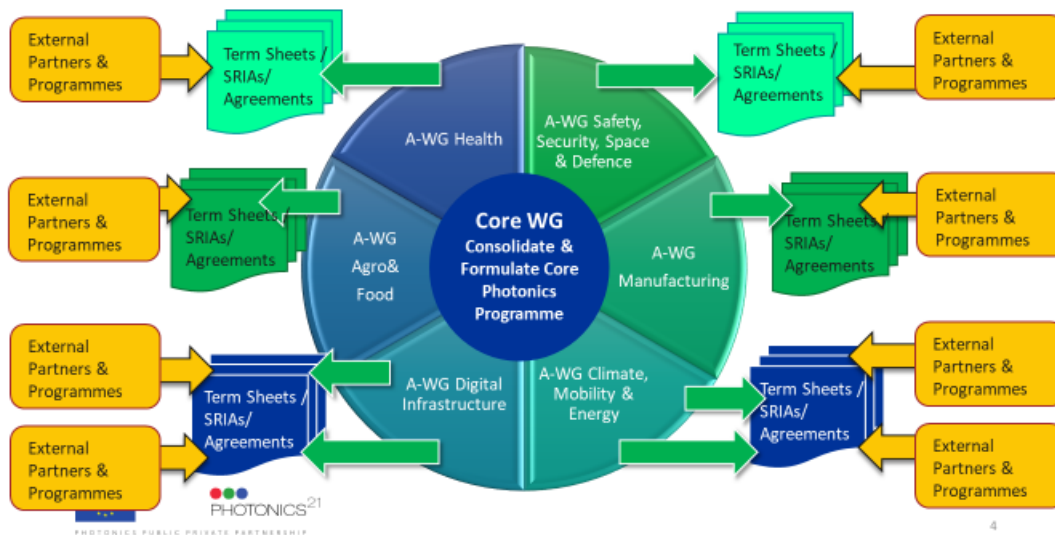 External
Partners &
Programmes
Term Sheets /
SRIAs/
Agreements
Term Sheets /
SRIAs/
Agreements
External
Partners &
Programmes
A-WG Health
A-WG Safety,
Security, Space
& Defence
External
Partners &
Programmes
Term Sheets /
SRIAs/
Agreements
A-WG
Agro&
Food
Core WG
Consolidate &
Formulate Core
Photonics
Programme
A-WG
Manufacturing
Term Sheets /
SRIAs/
Agreements
External
Partners &
Programmes
External
Partners &
Programmes
Term Sheets /
SRIAs/
Agreements
A-WG Digital
Infrastructure
A-WG Climate,
Mobility &
Energy
Term Sheets /
SRIAs/
Agreements
External
Partners &
Programmes
External
Partners &
Programmes
External
Partners &
Programmes
PHOTONICS21
PHOTONICS PUBLIC PRIVATE PARTNERSHIP
4